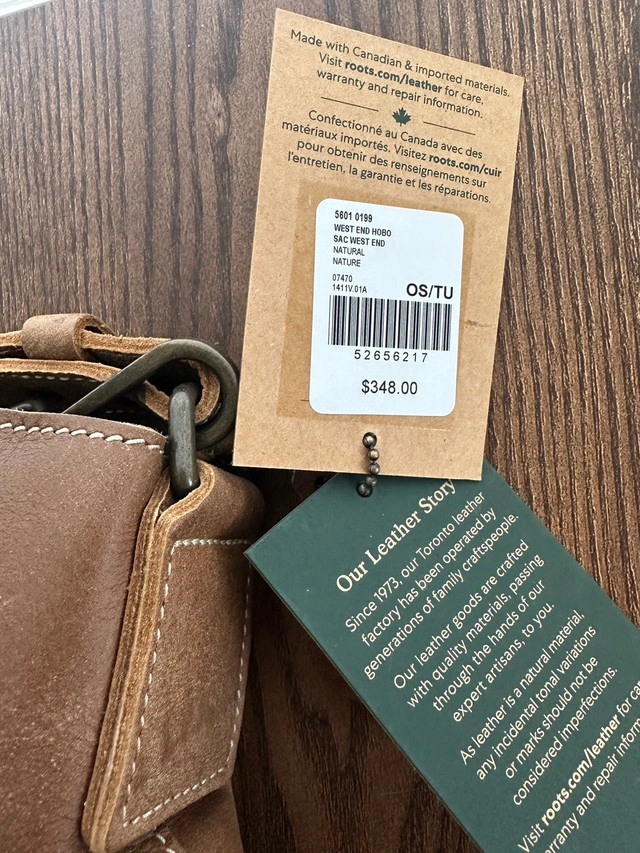 Made with Canadian & imported materials.
Visit roots.com/leather for care,
warranty and repair information.
Confectionné au Canada avec des
matériaux importés. Visitez roots.com/cuir
pour obtenir des renseignements sur
l'entretien, la garantie et les réparations.
5601 0199
WEST END HOBO
SAC WEST END
NATURAL
NATURE
07470
1411V.01A
OS/TU
52656217
$348.00
Our Leather Story
Since 1973, our Toronto leather
factory has been operated by
generations of family craftspeople.
Our leather goods are crafted
with quality materials, passing
through the hands of our
expert artisans, to you.
As leather is a natural material,
any incidental tonal variations
or marks should not be
considered imperfections.
Visit roots.com/leather for
warranty and repair